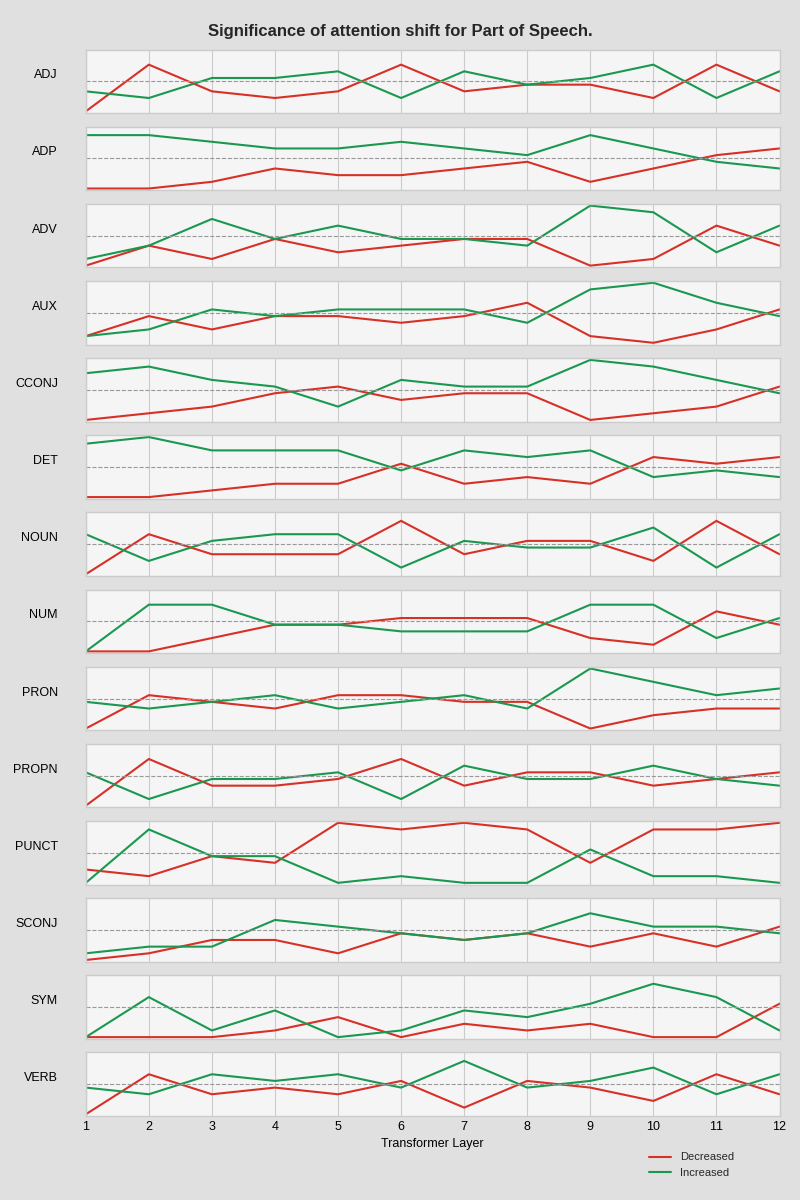 Significance of attention shift for Part of Speech.
ADJ
ADP
ADV
AUX
CCONJ
DET
NOUN
NUM
PRON
PROPN
PUNCT
SCONJ
SYM
VERB
1 2 3 4 5 6 7 8 9 10 11 12
Transformer Layer
Decreased
Increased